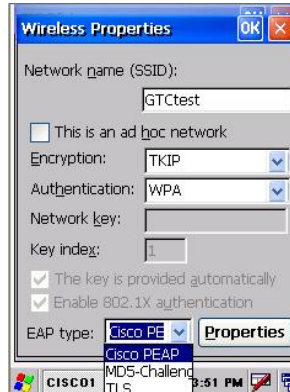 Wireless Properties OK
Network name (SSID):
GTCtest
This is an ad hoc network
Encryption: TKIP
Authentication: WPA
Network key:
Key index: 1
The key is provided automatically
Enable 802.1X authentication
EAP type: Cisco PE Properties
Cisco PEAP
MD5-Challeng
TLS
CISCO1 3:51 PM